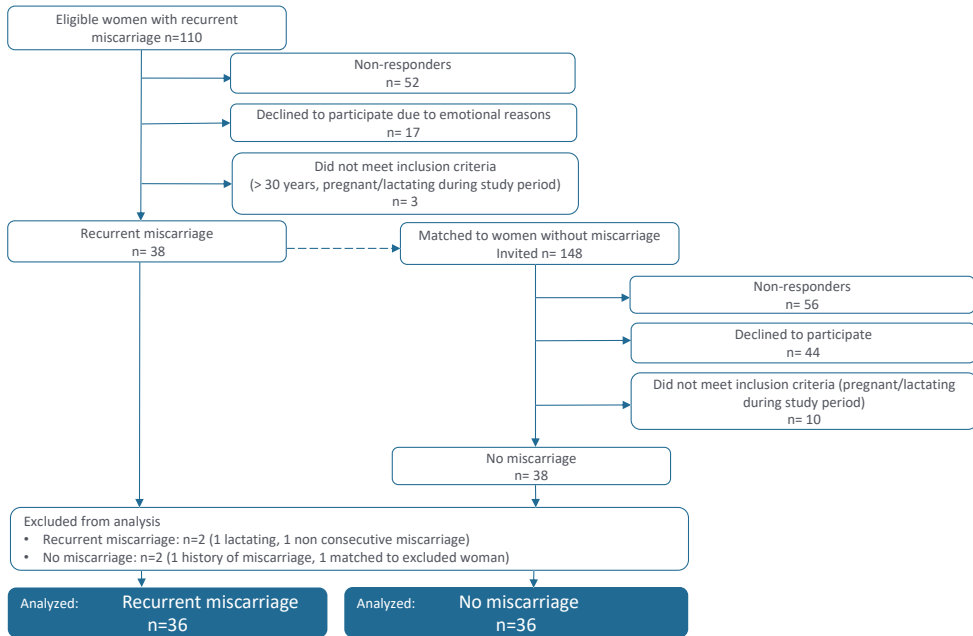 Eligible women with recurrent
miscarriage n=110
Non-responders
n= 52
Declined to participate due to emotional reasons
n= 17
Did not meet inclusion criteria
(> 30 years, pregnant/lactating during study period)
n= 3
Recurrent miscarriage
n= 38
Matched to women without miscarriage
Invited n= 148
Non-responders
n= 56
Declined to participate
n= 44
Did not meet inclusion criteria (pregnant/lactating
during study period)
n= 10
No miscarriage
n= 38
Excluded from analysis
• Recurrent miscarriage: n=2 (1 lactating, 1 non consecutive miscarriage)
• No miscarriage: n=2 (1 history of miscarriage, 1 matched to excluded woman)
Analyzed: Recurrent miscarriage
n=36
Analyzed: No miscarriage
n=36